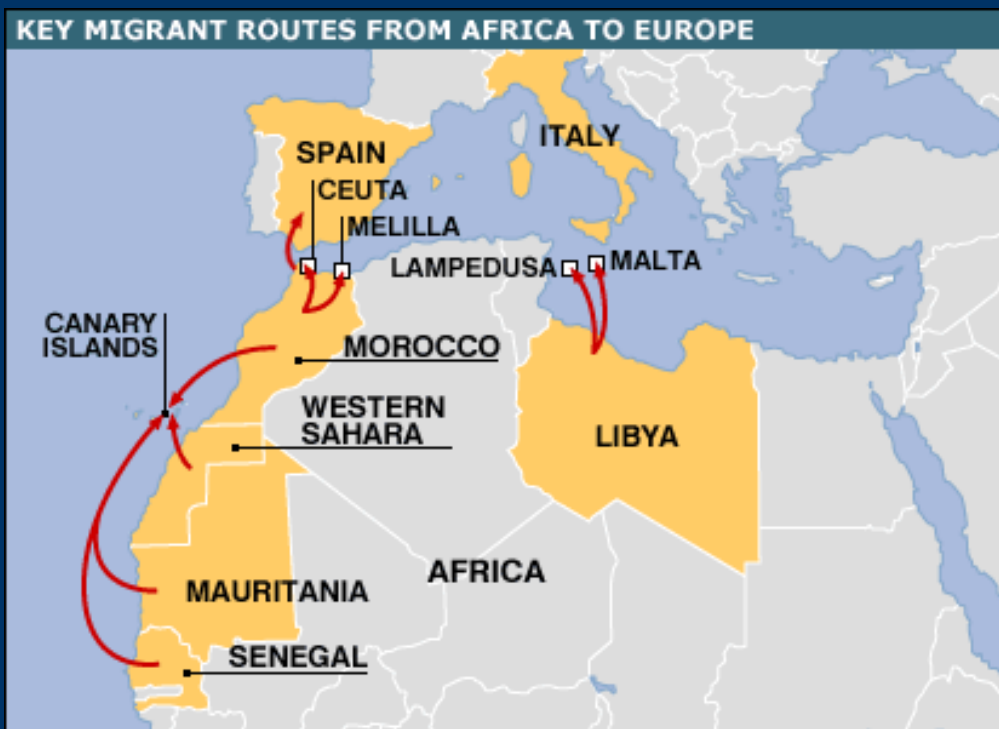 KEY MIGRANT ROUTES FROM AFRICA TO EUROPE
ITALY
SPAIN
CEUTA
MELILLA
LAMPEDUSA
MALTA
CANARY
ISLANDS
MOROCCO
WESTERN
SAHARA
LIBYA
AFRICA
MAURITANIA
SENEGAL